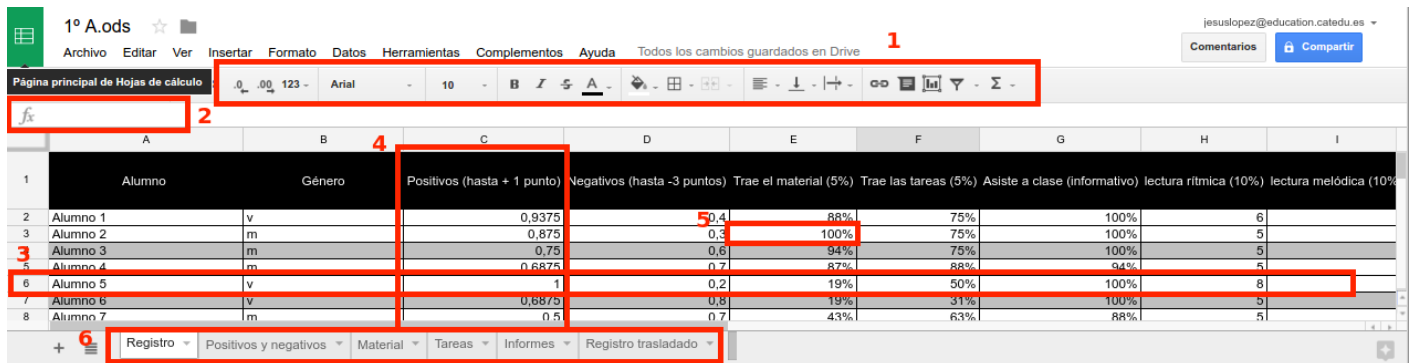 1º A.ods
jesuslopez@education.catedu.es
Archivo Editar Ver Insertar Formato Datos Herramientas Complementos Ayuda Todos los cambios guardados en Drive 1 Comentarios Compartir
Página principal de Hojas de cálculo .0 .00 123 Arial 10 B I S A Σ
fx 2
4
A B C D E F G H I
1 Alumno Género Positivos (hasta + 1 punto) Negativos (hasta -3 puntos) Trae el material (5%) Trae las tareas (5%) Asiste a clase (informativo) lectura rítmica (10%) lectura melódica (10%
2 Alumno 1 v 0,9375 0,4 88% 75% 100% 6
5
3 Alumno 2 m 0,875 0,3 100% 75% 100% 5
3
Alumno 3 m 0,75 0,6 94% 75% 100% 5
5 Alumno 4 m 0,6875 0,7 87% 88% 94% 5
6 Alumno 5 v 1 0,2 19% 50% 100% 8
7 Alumno 6 v 0,6875 0,8 19% 31% 100% 5
8 Alumno 7 m 0,5 0,7 43% 63% 88% 5
6
Registro Positivos y negativos Material Tareas Informes Registro trasladado